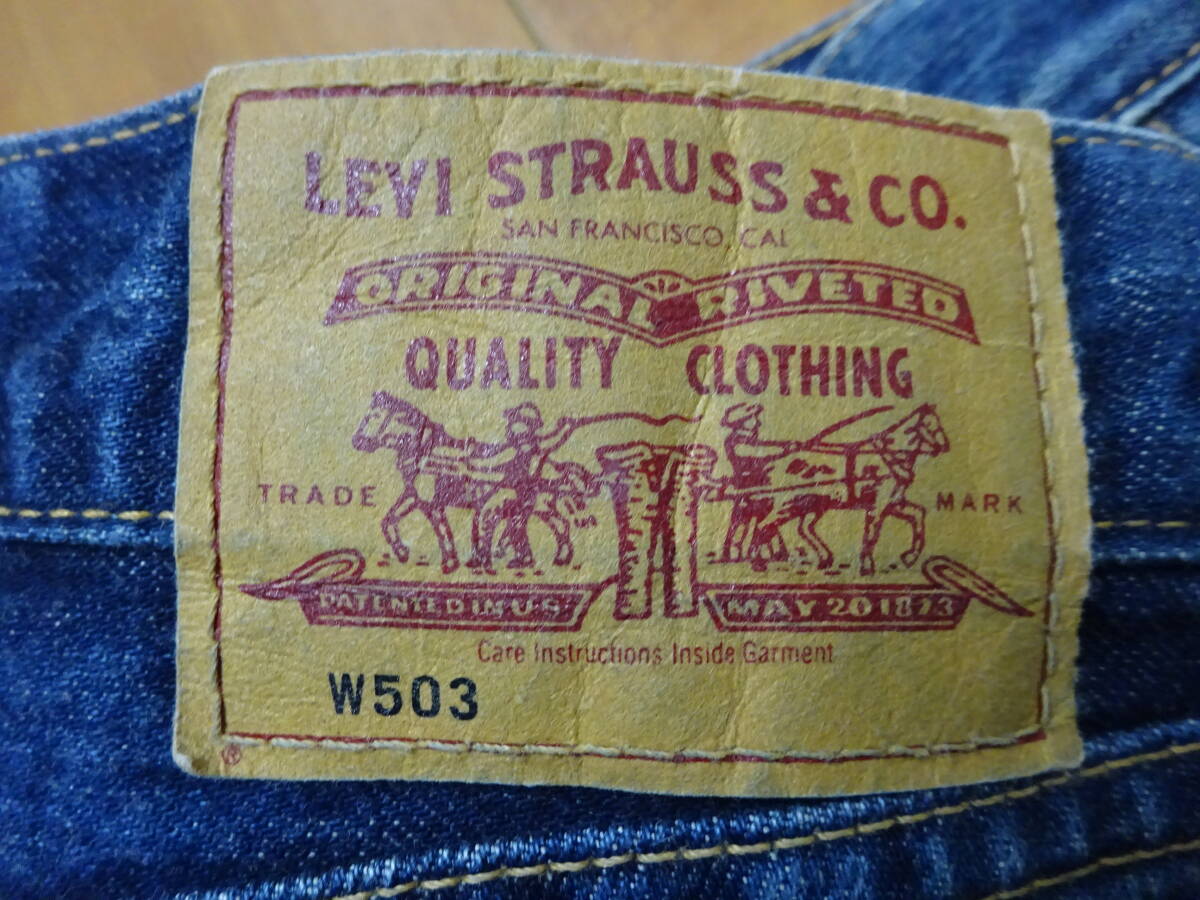 LEVI STRAUSS & CO.
SAN FRANCISCO, CAL
ORIGINAL RIVETED
QUALITY CLOTHING
TRADE MARK
PATENTED IN U.S. MAY 20 1873
Care Instructions Inside Garment
W503
®